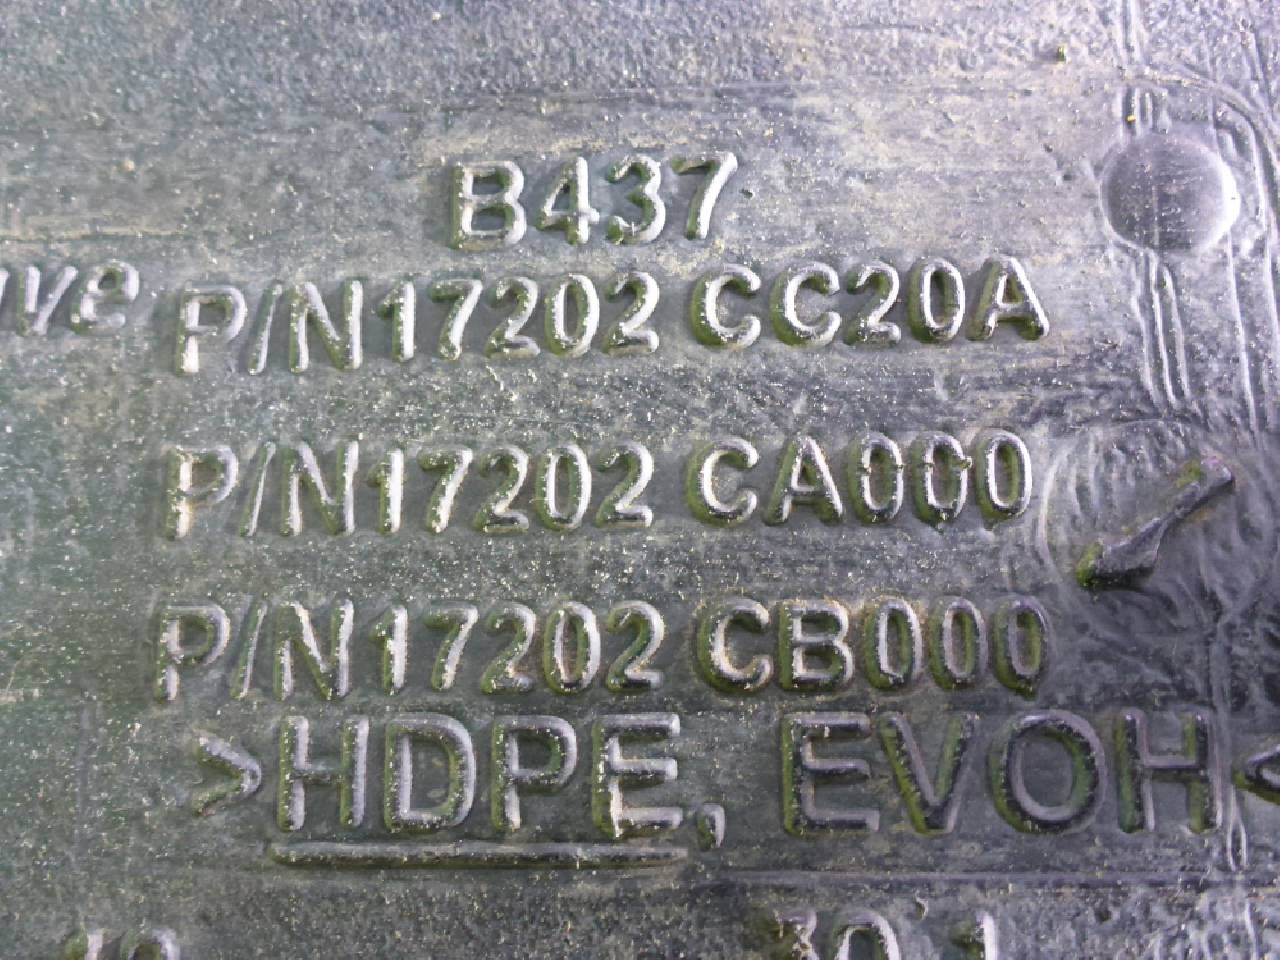 B437
P/N17202 CC20A
P/N17202 CA000
P/N17202 CB000
>HDPE, EVOH<